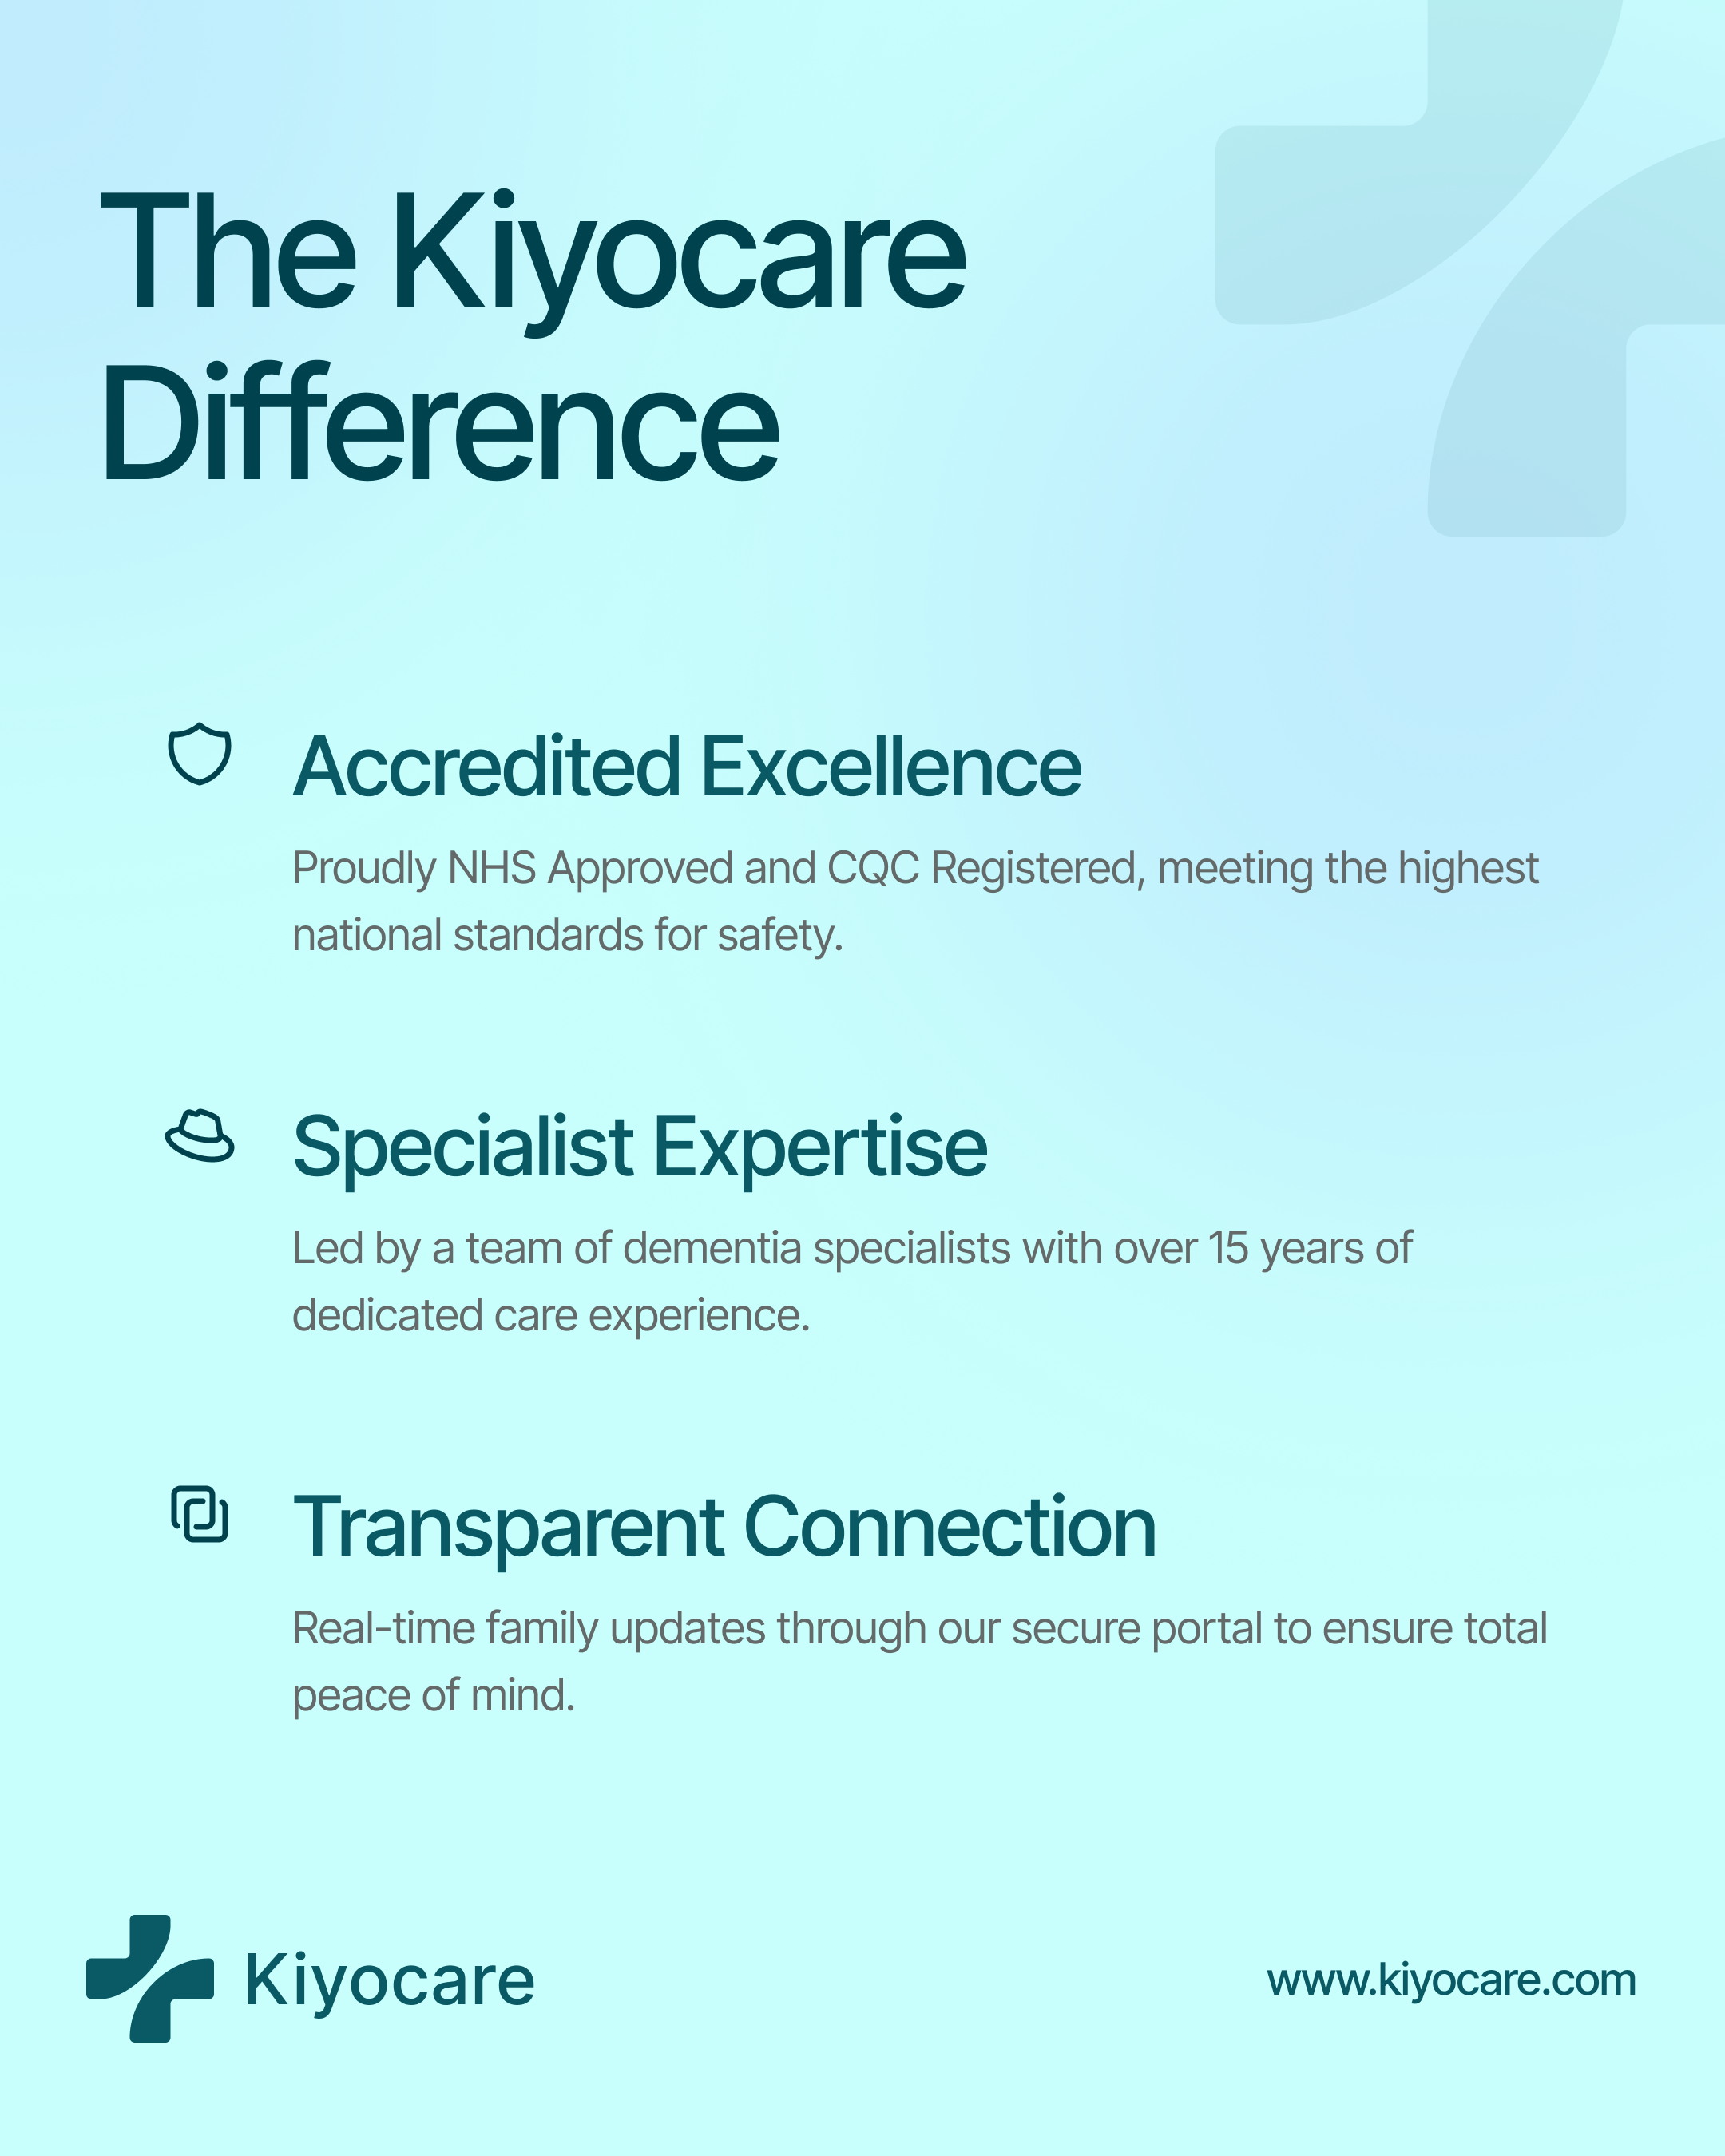 The Kiyocare
Difference
Accredited Excellence
Proudly NHS Approved and CQC Registered, meeting the highest
national standards for safety.
Specialist Expertise
Led by a team of dementia specialists with over 15 years of
dedicated care experience.
Transparent Connection
Real-time family updates through our secure portal to ensure total
peace of mind.
Kiyocare
www.kiyocare.com